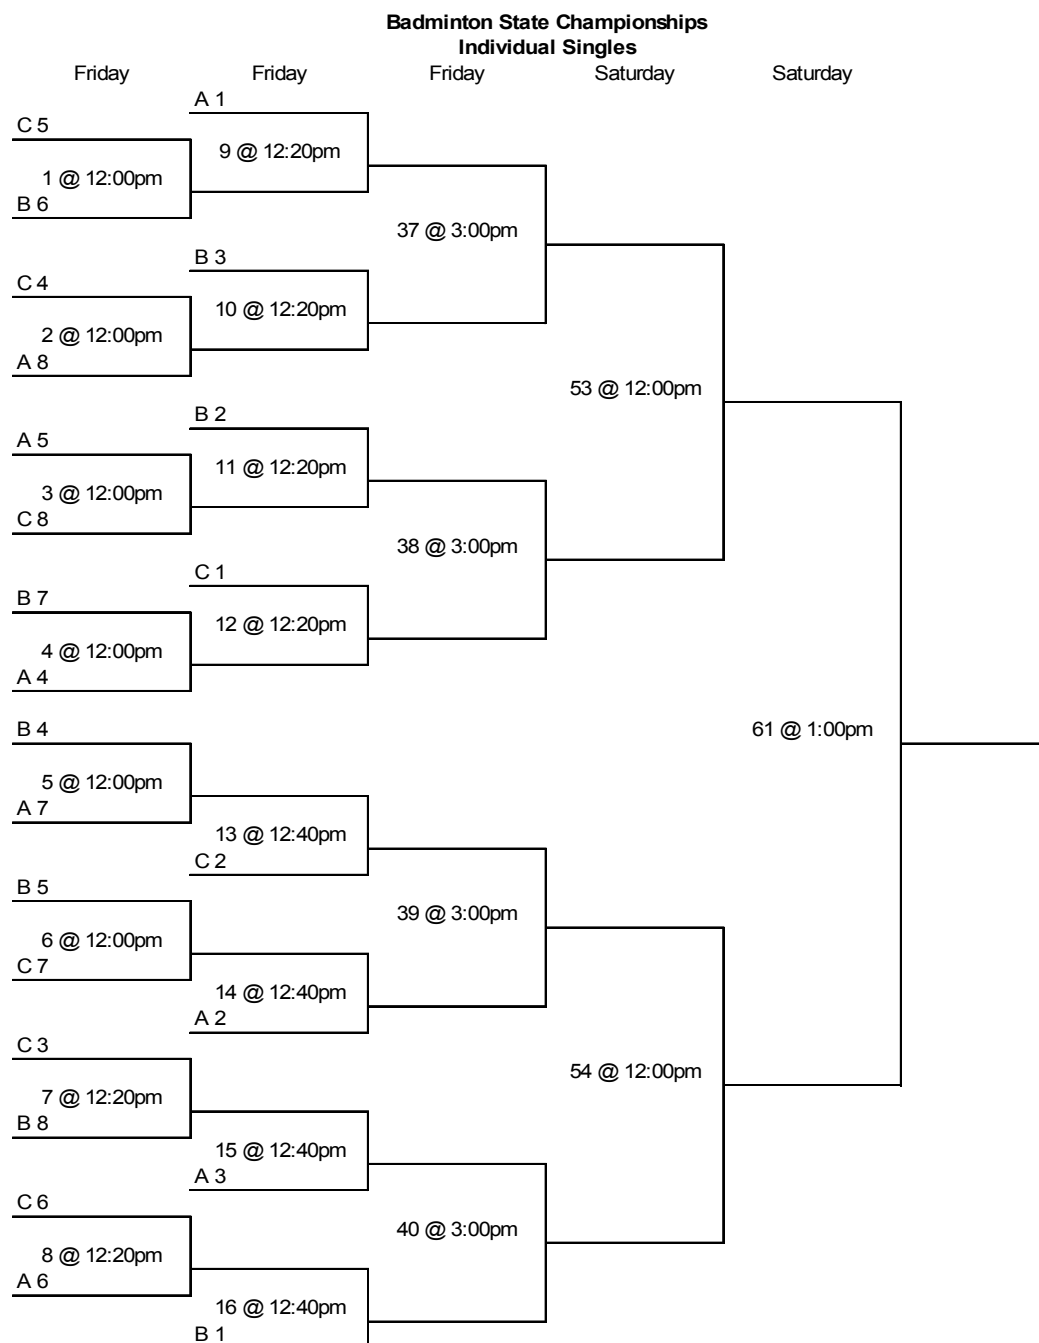 Badminton State Championships
Individual Singles
Friday Friday Friday Saturday Saturday
A 1
C 5
9 @ 12:20pm
1 @ 12:00pm
B 6
37 @ 3:00pm
B 3
C 4
10 @ 12:20pm
2 @ 12:00pm
A 8
53 @ 12:00pm
B 2
A 5
11 @ 12:20pm
3 @ 12:00pm
C 8
38 @ 3:00pm
C 1
B 7
12 @ 12:20pm
4 @ 12:00pm
A 4
B 4
61 @ 1:00pm
5 @ 12:00pm
A 7
13 @ 12:40pm
C 2
B 5
39 @ 3:00pm
6 @ 12:00pm
C 7
14 @ 12:40pm
A 2
C 3
54 @ 12:00pm
7 @ 12:20pm
B 8
15 @ 12:40pm
A 3
C 6
40 @ 3:00pm
8 @ 12:20pm
A 6
16 @ 12:40pm
B 1